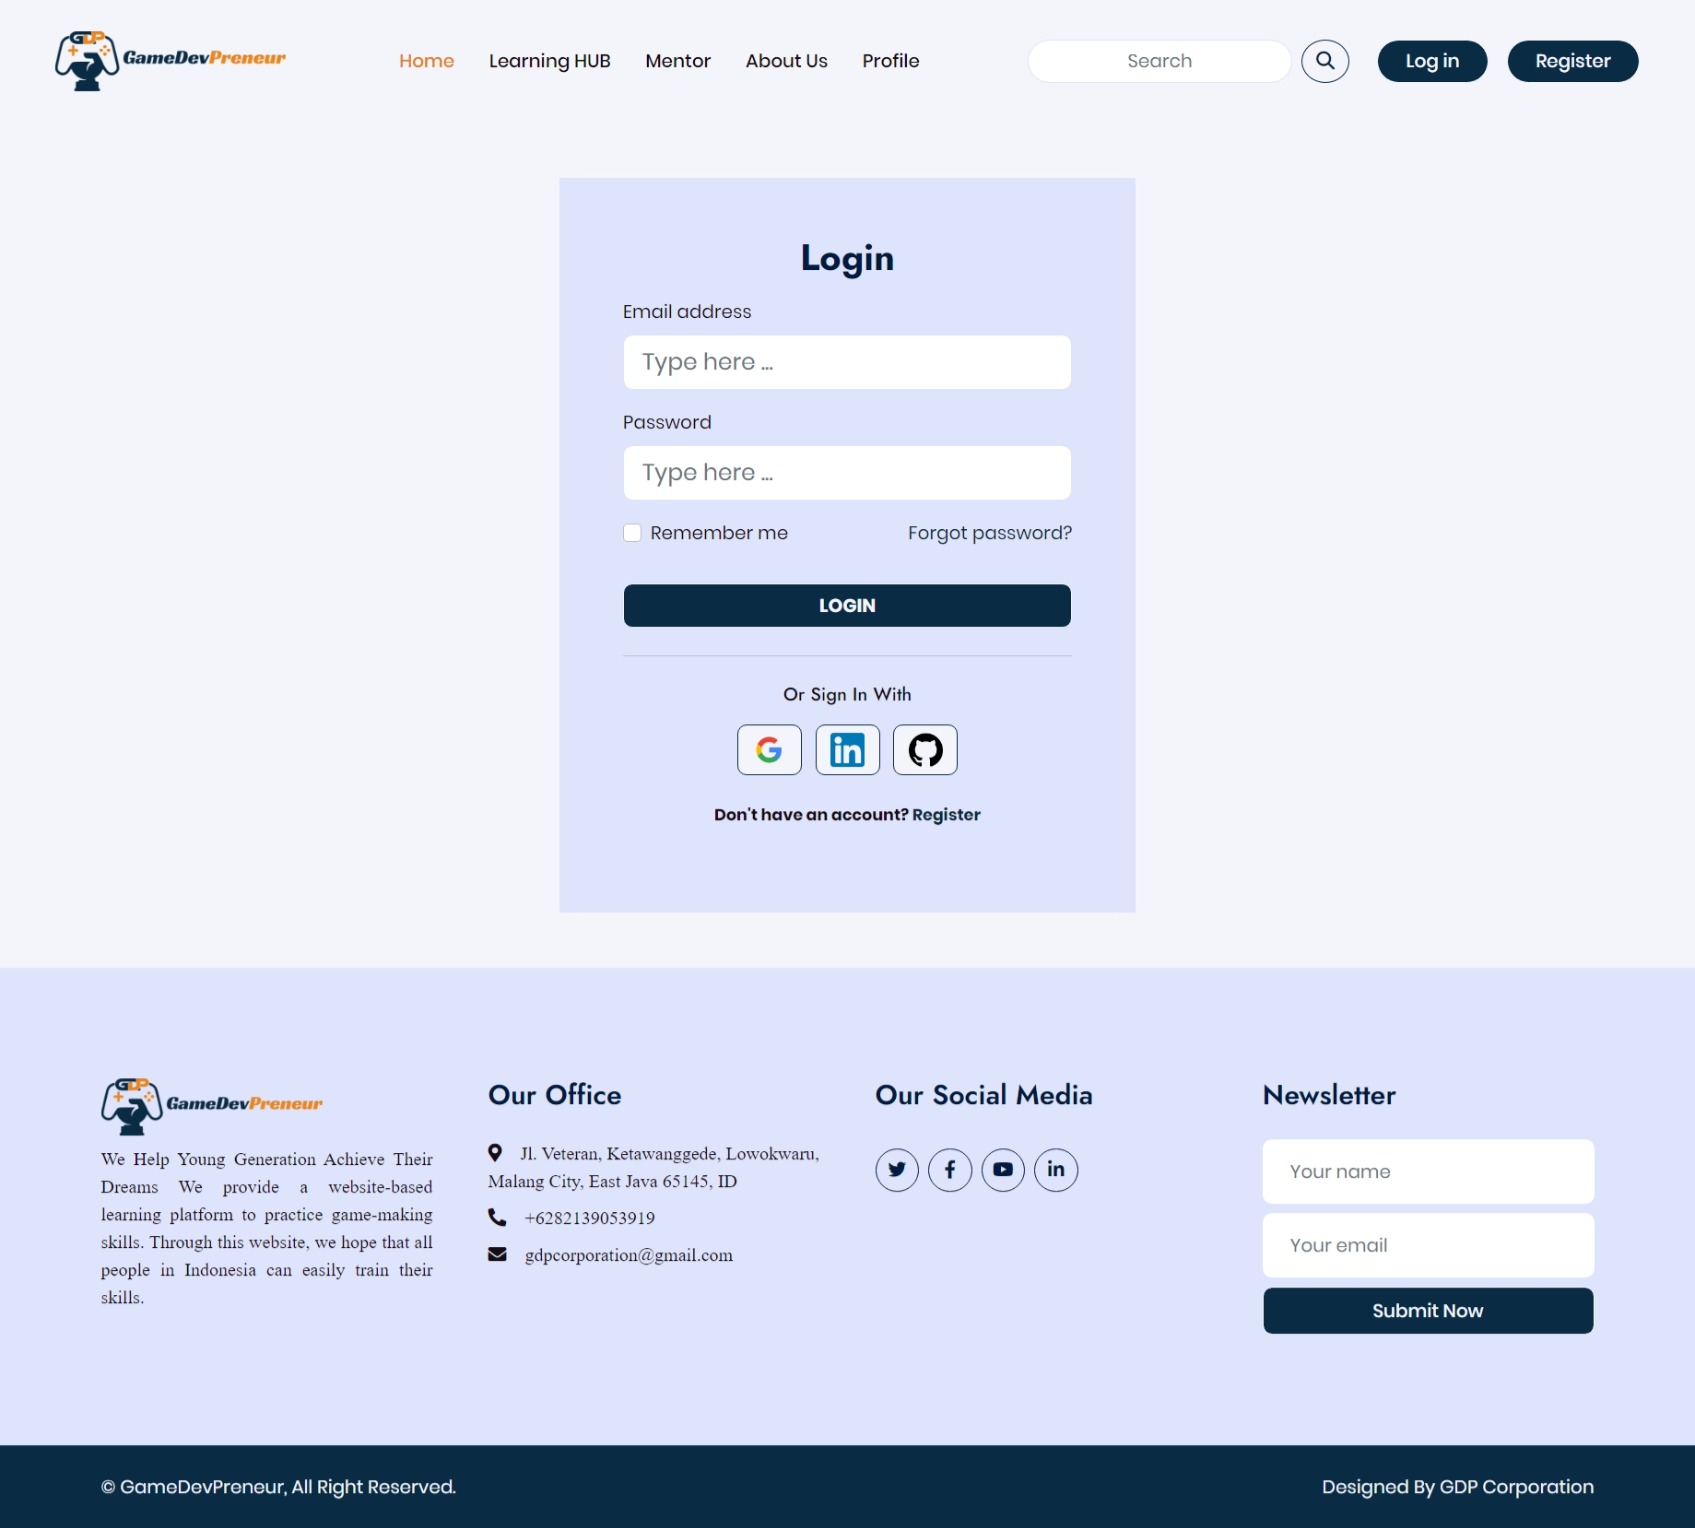 GDP
GameDevPreneur
Home
Learning HUB
Mentor
About Us
Profile
Search
Log in
Register
Login
Email address
Type here ...
Password
Type here ...
Remember me
Forgot password?
LOGIN
Or Sign In With
Don't have an account? Register
GDP
GameDevPreneur
We Help Young Generation Achieve Their
Dreams We provide a website-based
learning platform to practice game-making
skills. Through this website, we hope that all
people in Indonesia can easily train their
skills.
Our Office
Jl. Veteran, Ketawanggede, Lowokwaru,
Malang City, East Java 65145, ID
+6282139053919
gdpcorporation@gmail.com
Our Social Media
Newsletter
Your name
Your email
Submit Now
© GameDevPreneur, All Right Reserved.
Designed By GDP Corporation